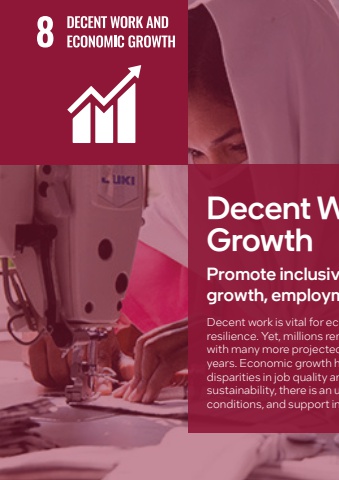 8 DECENT WORK AND
ECONOMIC GROWTH
JUKI
Decent W
Growth
Promote inclusiv
growth, employm
Decent work is vital for ec
resilience. Yet, millions rem
with many more projected
years. Economic growth h
disparities in job quality an
sustainability, there is an u
conditions, and support in